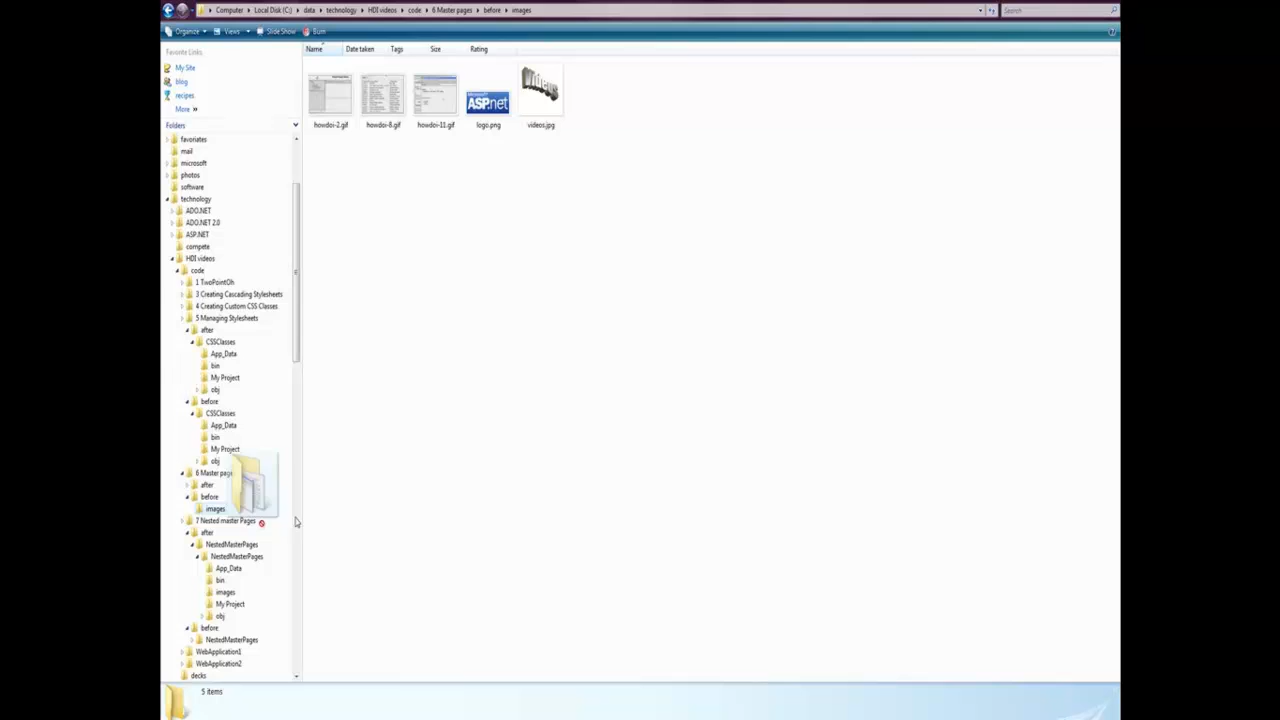 Computer Local Disk (C:) data technology HDI videos code 6 Master pages before images
Search
Organize Views Slide Show Burn
Favorite Links
My Site
blog
recipes
More »
Folders
favoriates
mail
microsoft
photos
software
technology
ADO.NET
ADO.NET 2.0
ASP.NET
compete
HDI videos
code
1 TwoPointOh
3 Creating Cascading Stylesheets
4 Creating Custom CSS Classes
5 Managing Stylesheets
after
CSSClasses
App_Data
bin
My Project
obj
before
CSSClasses
App_Data
bin
My Project
obj
6 Master pag
after
before
images
7 Nested master Pages
after
NestedMasterPages
NestedMasterPages
App_Data
bin
images
My Project
obj
before
NestedMasterPages
WebApplication1
WebApplication2
decks
Name Date taken Tags Size Rating
Microsoft
ASP.net
Videos
howdoi-2.gif howdoi-8.gif howdoi-11.gif logo.png videos.jpg
5 items